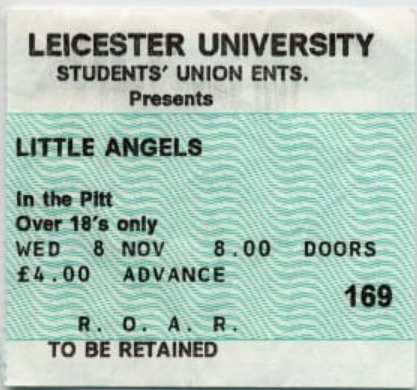 LEICESTER UNIVERSITY
STUDENTS' UNION ENTS.
Presents
LITTLE ANGELS
In the Pitt
Over 18's only
WED 8 NOV 8.00 DOORS
£4.00 ADVANCE
169
R. O. A. R.
TO BE RETAINED